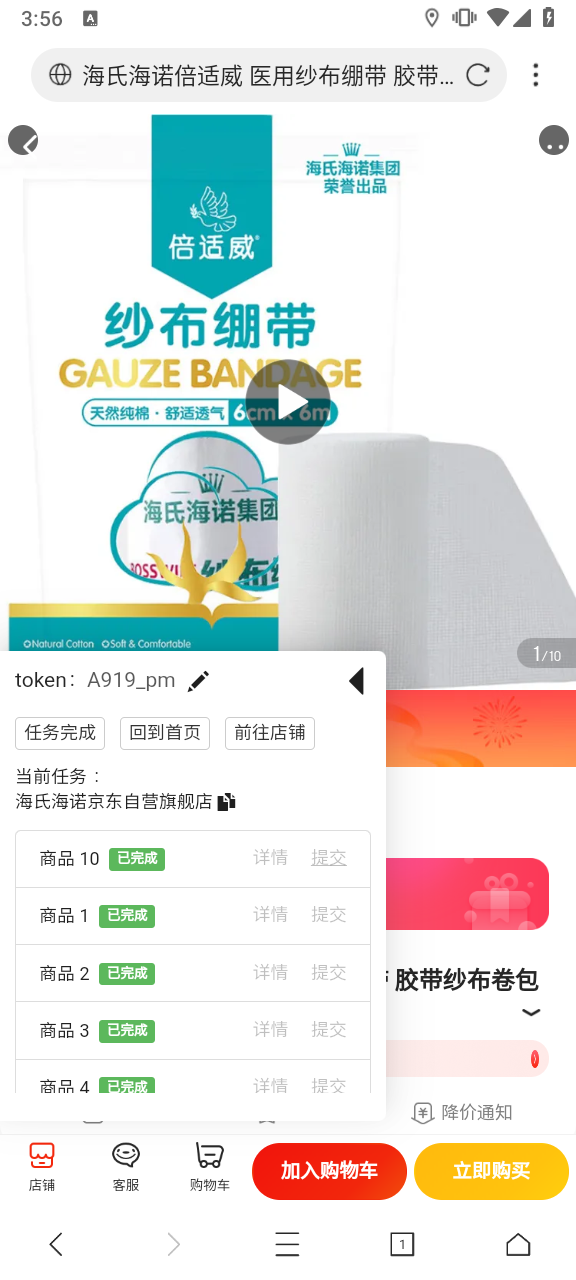 3:56
A
海氏海诺倍适威 医用纱布绷带 胶带...
海氏海诺集团
荣誉出品
倍适威®
纱布绷带
GAUZE BANDAGE
天然纯棉·舒适透气 6cm x 6m
海氏海诺集团
Natural Cotton Soft & Comfortable
1/10
token: A919_pm
任务完成 回到首页 前往店铺
当前任务：
海氏海诺京东自营旗舰店
商品 10 已完成 详情 提交
商品 1 已完成 详情 提交
商品 2 已完成 详情 提交
商品 3 已完成 详情 提交
商品 4 已完成 详情 提交
胶带纱布卷包
降价通知
店铺 客服 购物车 加入购物车 立即购买
1